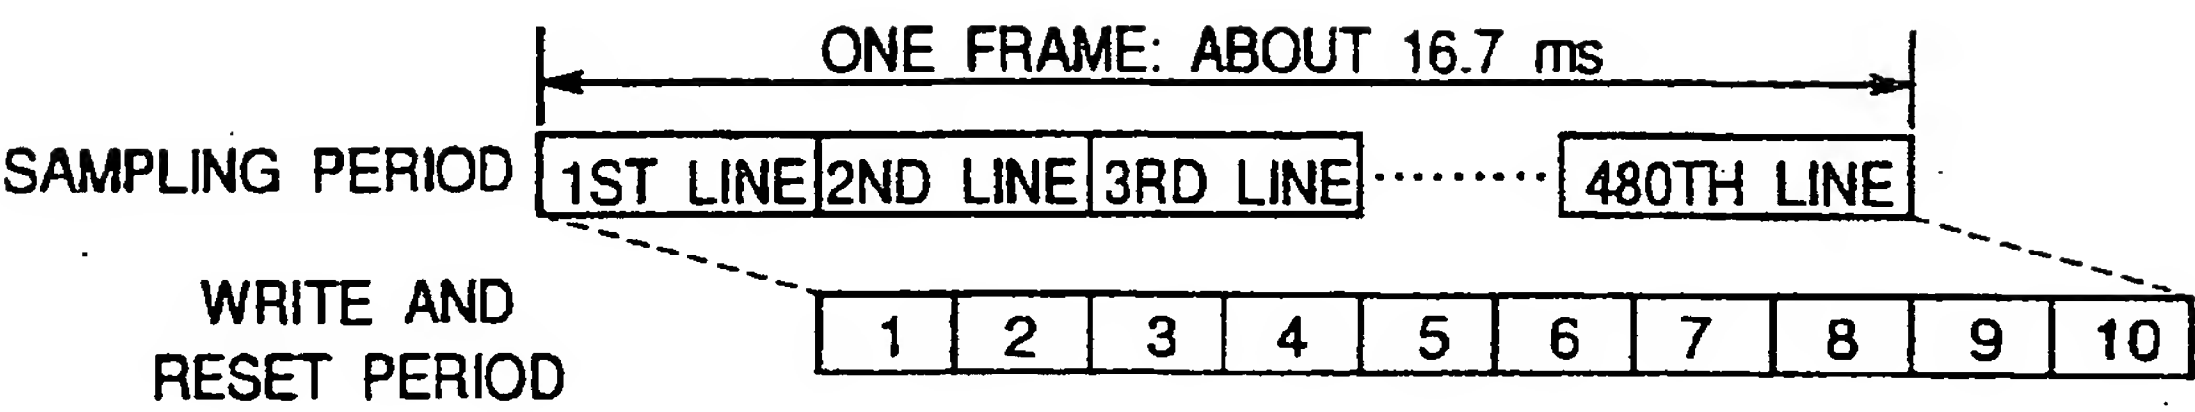 ONE FRAME: ABOUT 16.7 ms
SAMPLING PERIOD 1ST LINE 2ND LINE 3RD LINE ......... 480TH LINE
WRITE AND
RESET PERIOD
1 2 3 4 5 6 7 8 9 10